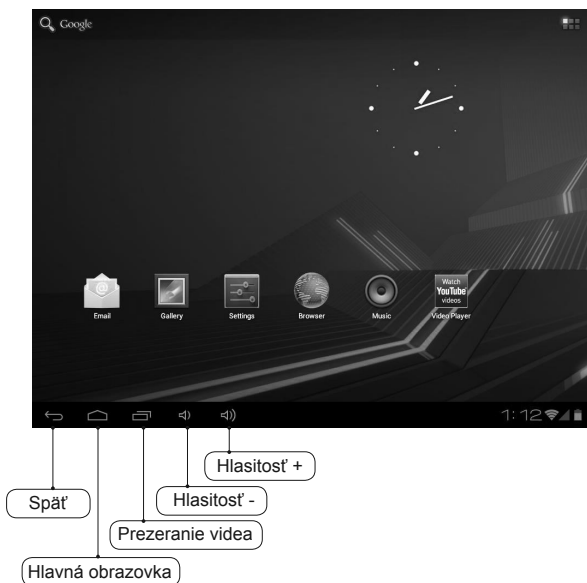 Google
Watch
YouTube
videos
Email Gallery Settings Browser Music Video Player
1:12
Hlasitosť +
Späť
Hlasitosť -
Prezeranie videa
Hlavná obrazovka